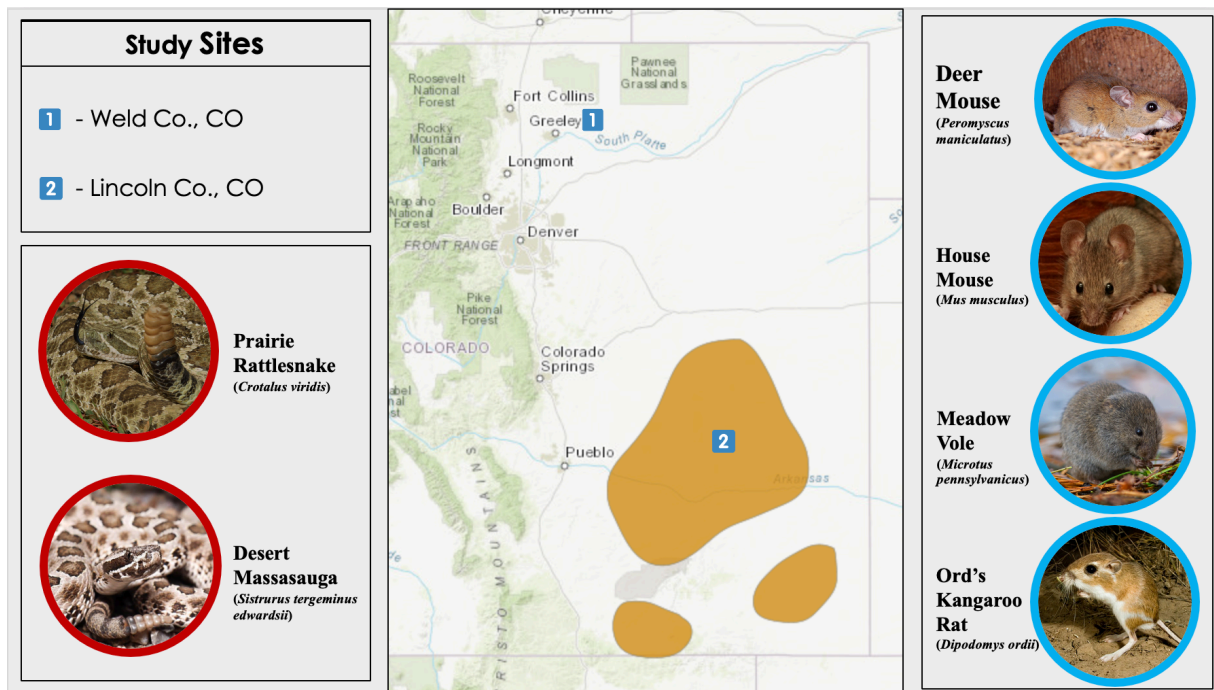 Study Sites
1 - Weld Co., CO
2 - Lincoln Co., CO
Prairie
Rattlesnake
(Crotalus viridis)
Desert
Massasauga
(Sistrurus tergeminus
edwardsii)
Cheyenne
Roosevelt
National
Forest
Pawnee
National
Grasslands
Fort Collins
Greeley
1
Rocky
Mountain
National
Park
South Platte
Longmont
Arapaho
National
Forest
Boulder
Denver
FRONT RANGE
Pike
National
Forest
COLORADO
Colorado
Springs
2
Pueblo
Arkansas
RISTO MOUNTAINS
Deer
Mouse
(Peromyscus
maniculatus)
House
Mouse
(Mus musculus)
Meadow
Vole
(Microtus
pennsylvanicus)
Ord’s
Kangaroo
Rat
(Dipodomys ordii)